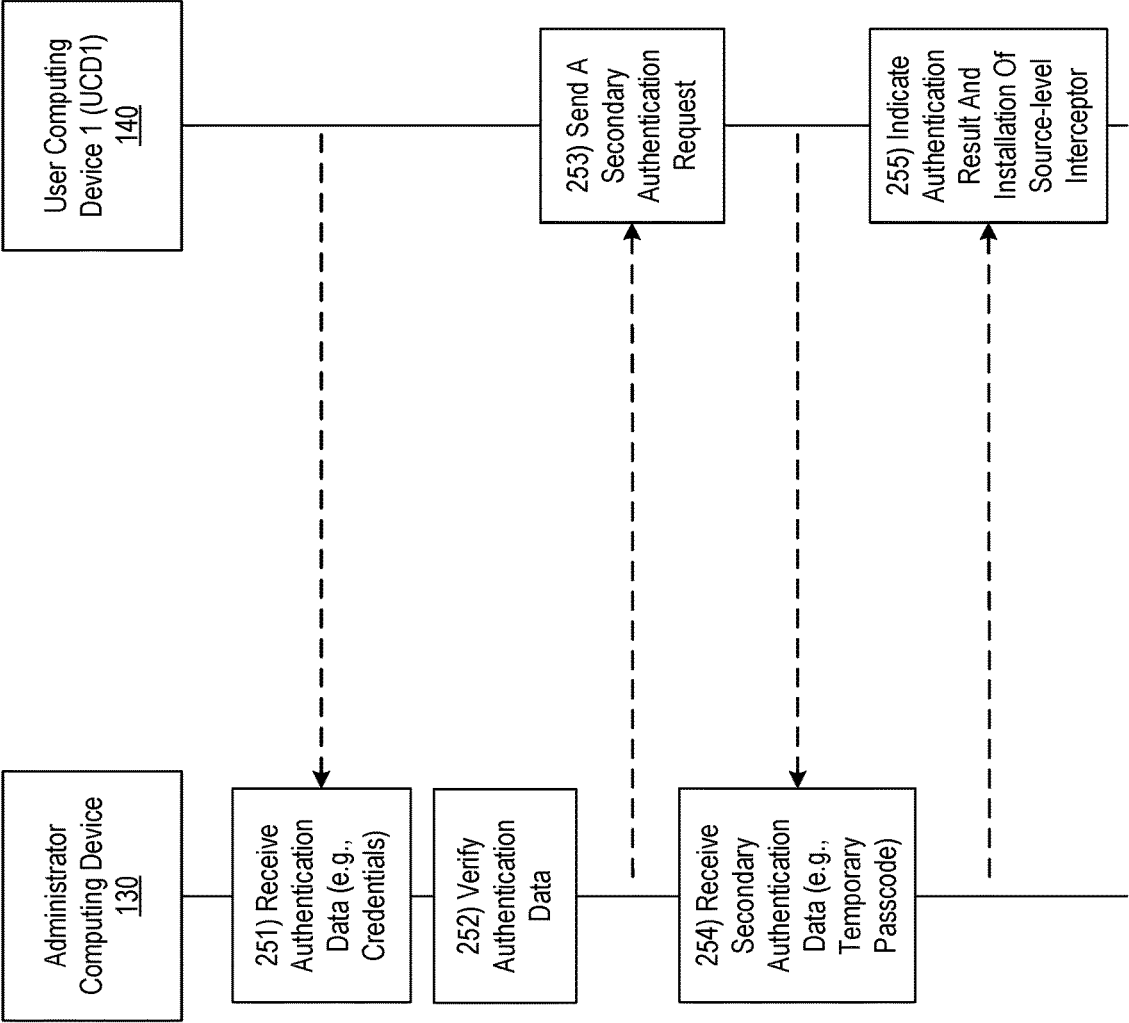 Administrator
Computing Device
130
User Computing
Device 1 (UCD1)
140
251) Receive
Authentication
Data (e.g.,
Credentials)
252) Verify
Authentication
Data
253) Send A
Secondary
Authentication
Request
254) Receive
Secondary
Authentication
Data (e.g.,
Temporary
Passcode)
255) Indicate
Authentication
Result And
Installation Of
Source-level
Interceptor